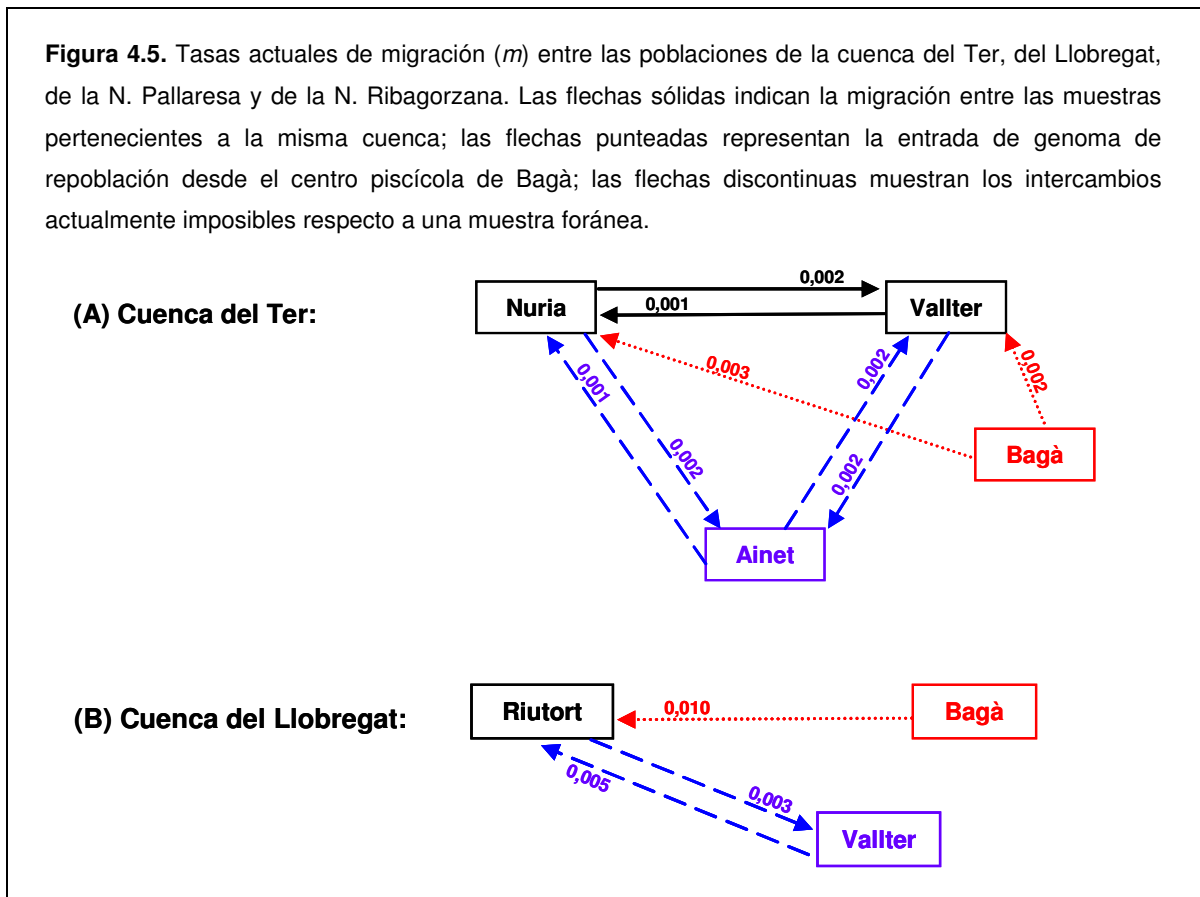 Figura 4.5. Tasas actuales de migración (m) entre las poblaciones de la cuenca del Ter, del Llobregat,
de la N. Pallaresa y de la N. Ribagorzana. Las flechas sólidas indican la migración entre las muestras
pertenecientes a la misma cuenca; las flechas punteadas representan la entrada de genoma de
repoblación desde el centro piscícola de Bagà; las flechas discontinuas muestran los intercambios
actualmente imposibles respecto a una muestra foránea.
(A) Cuenca del Ter:
Nuria
0,002
0,001
Vallter
0,003
0,002
0,001
0,002
0,002
0,002
Bagà
Ainet
(B) Cuenca del Llobregat:
Riutort
0,010
Bagà
0,005
0,003
Vallter